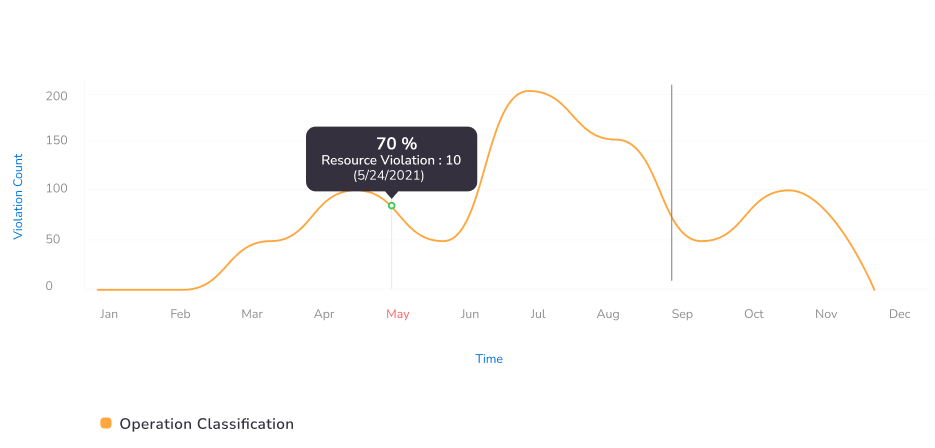 200
150
100
50
0
Violation Count
70 %
Resource Violation : 10
(5/24/2021)
Jan Feb Mar Apr May Jun Jul Aug Sep Oct Nov Dec
Time
Operation Classification